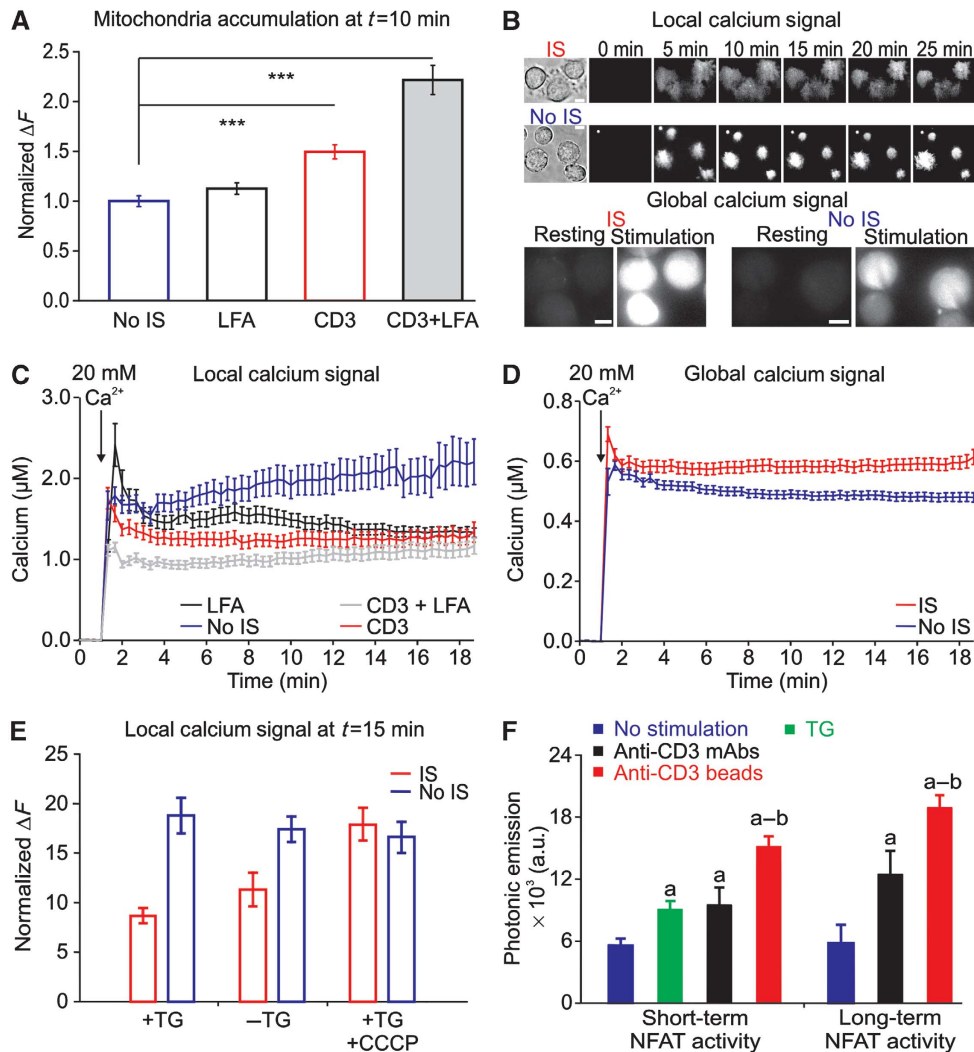 A
Mitochondria accumulation at t=10 min
Normalized ΔF
2.5
2.0
1.5
1.0
0.5
0.0
***
***
No IS LFA CD3 CD3+LFA
B
Local calcium signal
IS 0 min 5 min 10 min 15 min 20 min 25 min
No IS
Global calcium signal
IS No IS
Resting Stimulation Resting Stimulation
C
20 mM Local calcium signal
Ca2+
Calcium (μM)
3.0
2.0
1.0
0.0
LFA CD3 + LFA
No IS CD3
0 2 4 6 8 10 12 14 16 18
Time (min)
D
20 mM Global calcium signal
Ca2+
Calcium (μM)
0.8
0.6
0.4
0.2
0.0
IS
No IS
0 2 4 6 8 10 12 14 16 18
Time (min)
E
Local calcium signal at t=15 min
Normalized ΔF
25
20
15
10
5
0
IS
No IS
+TG –TG +TG
+CCCP
F
No stimulation TG
Anti-CD3 mAbs
Anti-CD3 beads
Photonic emission
× 10³ (a.u.)
24
18
12
6
0
a a a–b a a–b
Short-term Long-term
NFAT activity NFAT activity